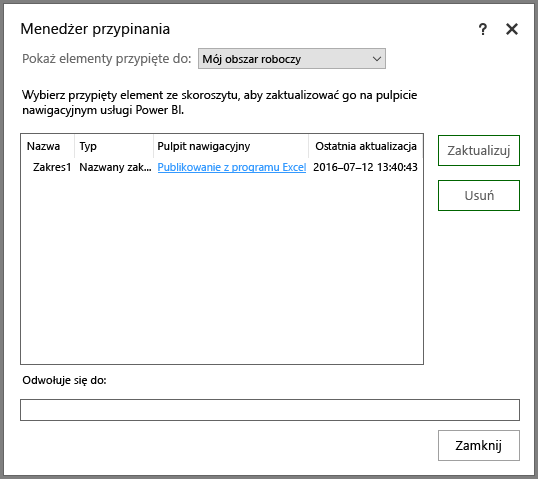 Menedżer przypinania
?
Pokaż elementy przypięte do: Mój obszar roboczy
Wybierz przypięty element ze skoroszytu, aby zaktualizować go na pulpicie
nawigacyjnym usługi Power BI.
Nazwa Typ Pulpit nawigacyjny Ostatnia aktualizacja
Zakres1 Nazwany zak... Publikowanie z programu Excel 2016–07–12 13:40:43
Zaktualizuj
Usuń
Odwołuje się do:
Zamknij